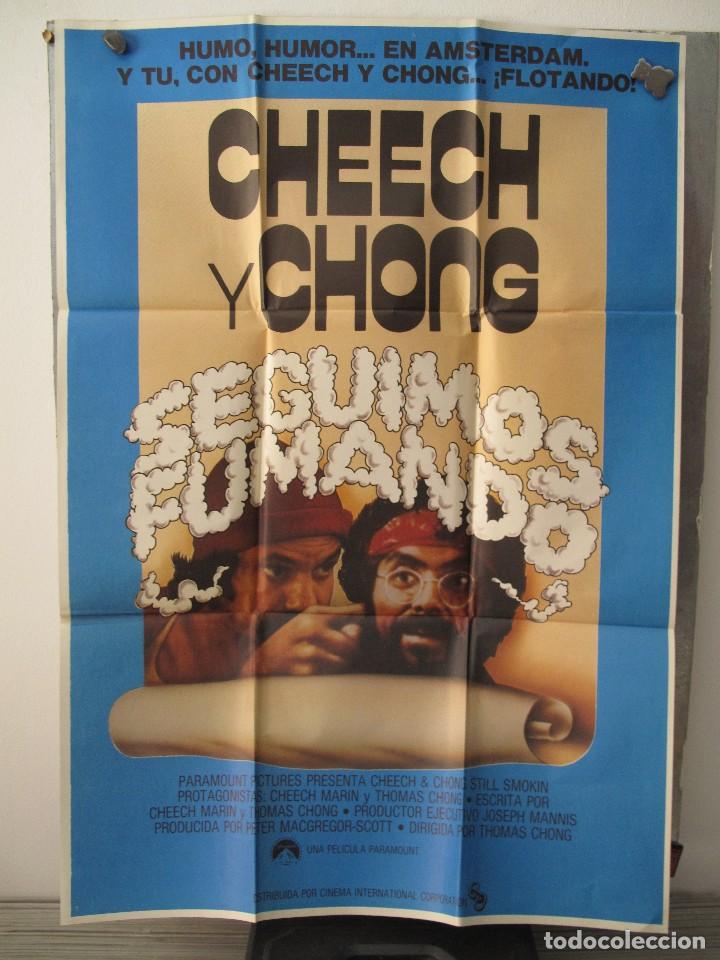 HUMO, HUMOR... EN AMSTERDAM.
Y TU, CON CHEECH Y CHONG... ¡FLOTANDO!
CHEECH
Y CHONG
SEGUIMOS
FUMANDO
PARAMOUNT PICTURES PRESENTA CHEECH & CHONG STILL SMOKIN
PROTAGONISTAS: CHEECH MARIN y THOMAS CHONG • ESCRITA POR
CHEECH MARIN y THOMAS CHONG • PRODUCTOR EJECUTIVO JOSEPH MANNIS
PRODUCIDA POR PETER MACGREGOR-SCOTT • DIRIGIDA POR THOMAS CHONG
UNA PELICULA PARAMOUNT
DISTRIBUIDA POR CINEMA INTERNATIONAL CORPORATION
todocoleccion